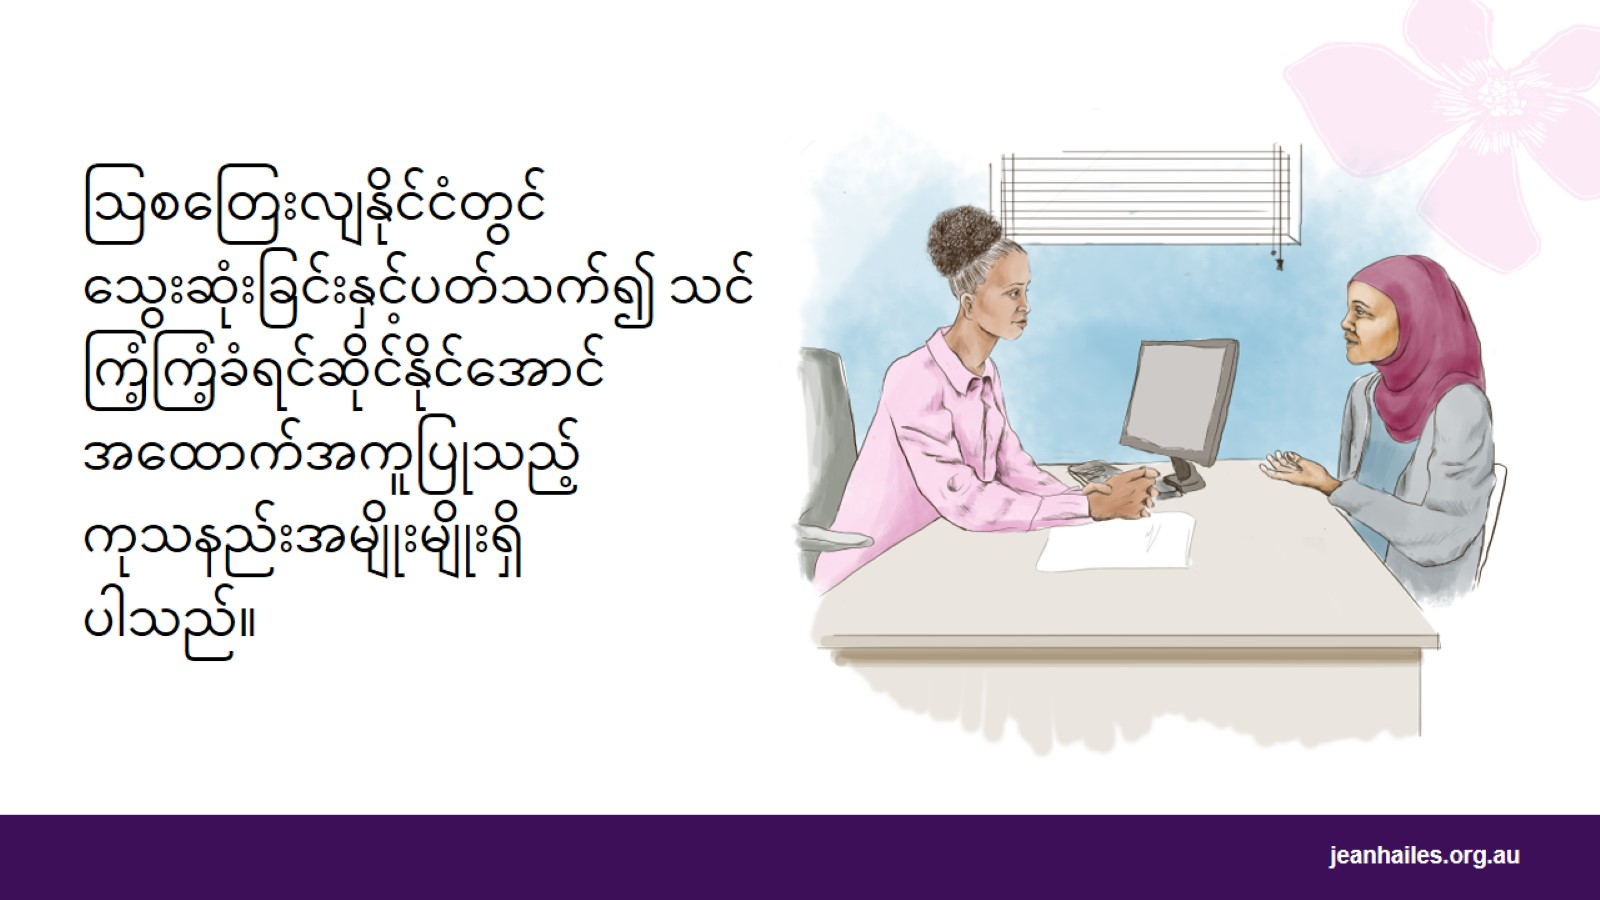 ဩစတြေးလျနိုင်ငံတွင်
သွေးဆုံးခြင်းနှင့်ပတ်သက်၍ သင်
ကြံ့ကြံ့ခံရင်ဆိုင်နိုင်အောင်
အထောက်အကူပြုသည့်
ကုသနည်းအမျိုးမျိုးရှိ
ပါသည်။
jeanhailes.org.au